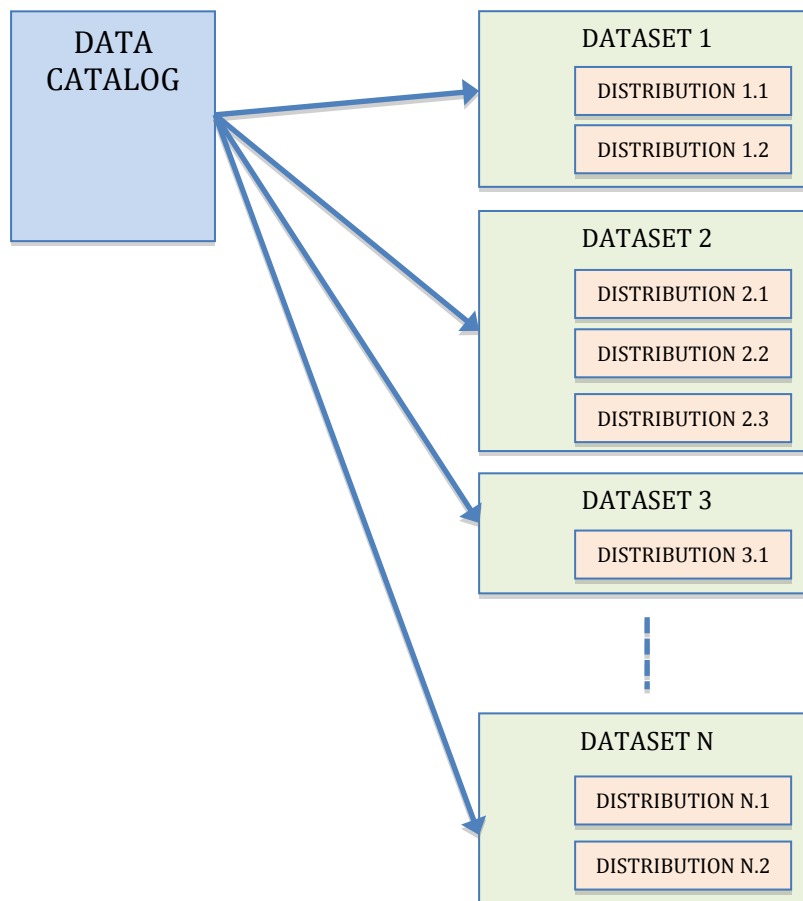 DATA
CATALOG
DATASET 1
DISTRIBUTION 1.1
DISTRIBUTION 1.2
DATASET 2
DISTRIBUTION 2.1
DISTRIBUTION 2.2
DISTRIBUTION 2.3
DATASET 3
DISTRIBUTION 3.1
DATASET N
DISTRIBUTION N.1
DISTRIBUTION N.2